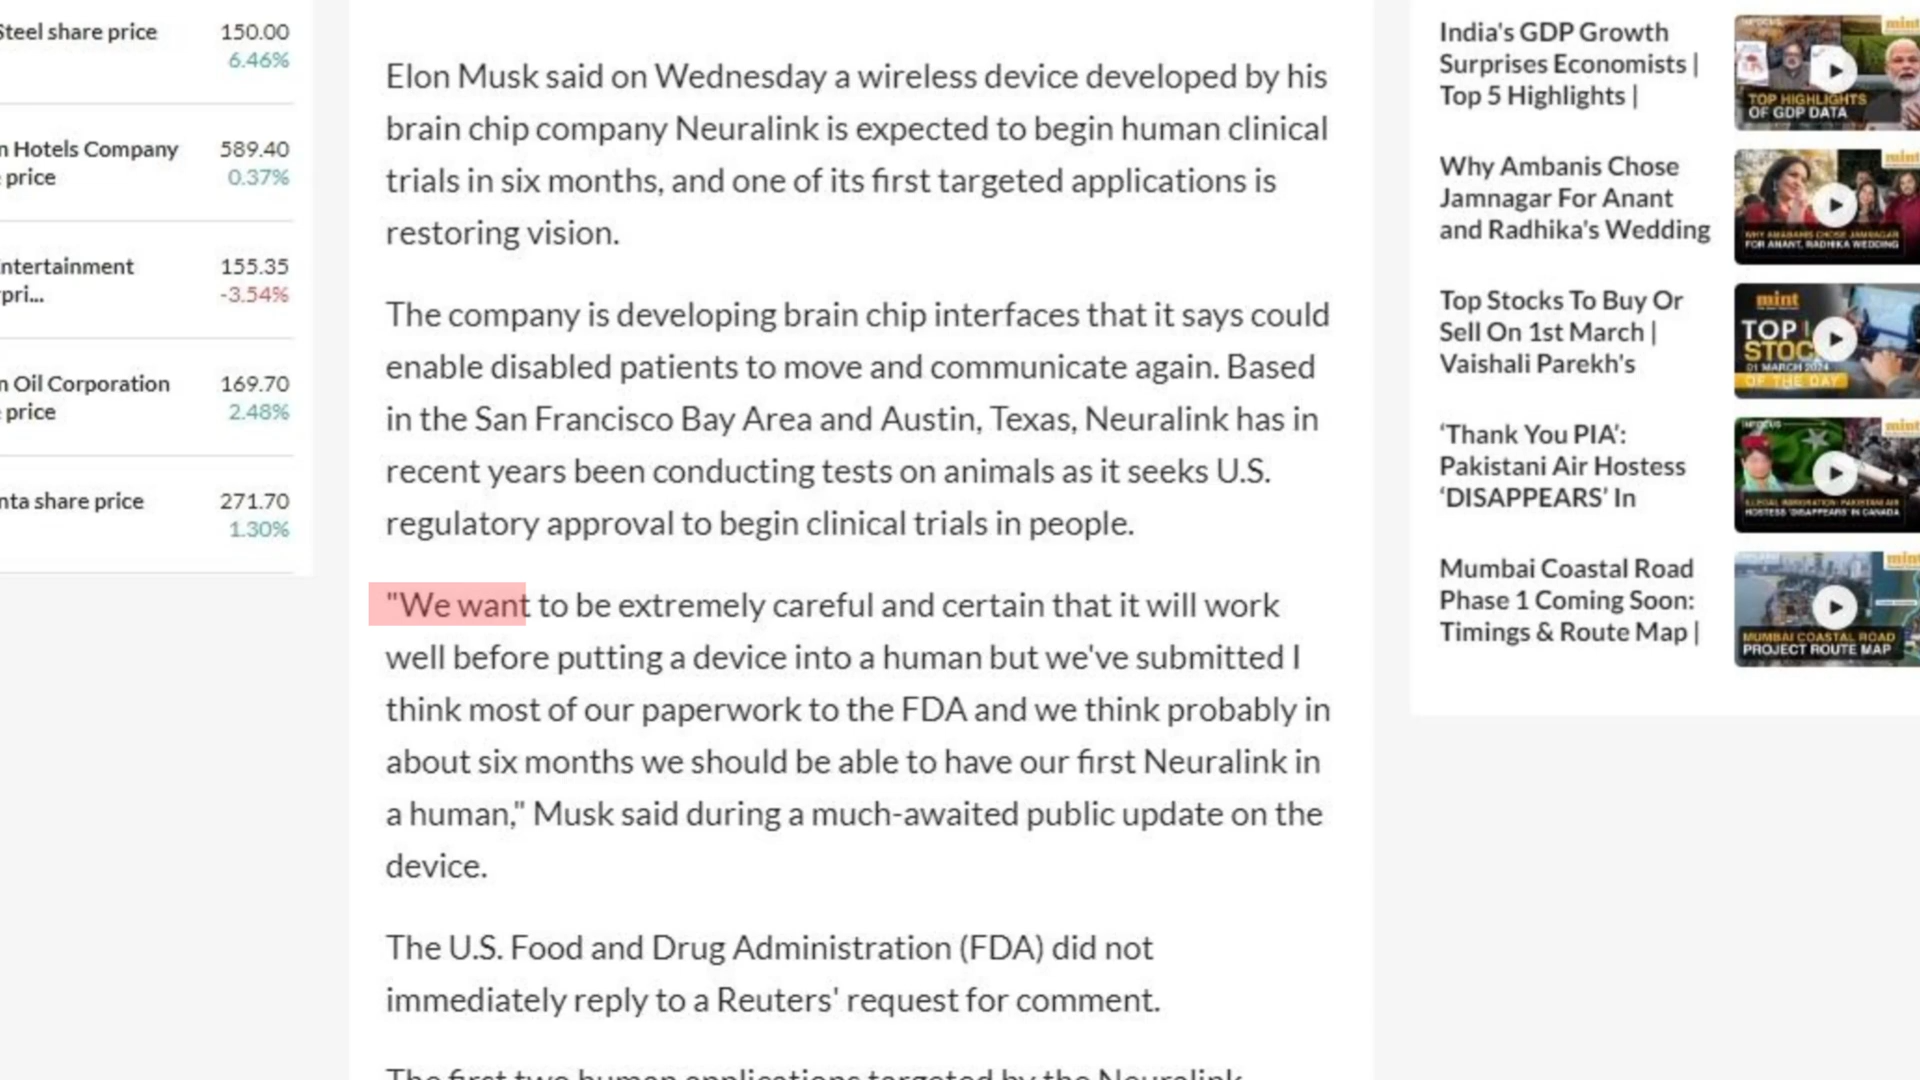 Steel share price
150.00
6.46%
n Hotels Company
price
589.40
0.37%
ntertainment
pri...
155.35
-3.54%
n Oil Corporation
price
169.70
2.48%
nta share price
271.70
1.30%
Elon Musk said on Wednesday a wireless device developed by his
brain chip company Neuralink is expected to begin human clinical
trials in six months, and one of its first targeted applications is
restoring vision.
The company is developing brain chip interfaces that it says could
enable disabled patients to move and communicate again. Based
in the San Francisco Bay Area and Austin, Texas, Neuralink has in
recent years been conducting tests on animals as it seeks U.S.
regulatory approval to begin clinical trials in people.
"We want to be extremely careful and certain that it will work
well before putting a device into a human but we've submitted I
think most of our paperwork to the FDA and we think probably in
about six months we should be able to have our first Neuralink in
a human," Musk said during a much-awaited public update on the
device.
The U.S. Food and Drug Administration (FDA) did not
immediately reply to a Reuters' request for comment.
The first two human applications targeted by the Neuralink
India's GDP Growth
Surprises Economists |
Top 5 Highlights |
mint
TOP HIGHLIGHTS
OF GDP DATA
Why Ambanis Chose
Jamnagar For Anant
and Radhika's Wedding
mint
WHY AMBANIS CHOSE JAMNAGAR
FOR ANANT, RADHIKA WEDDING
Top Stocks To Buy Or
Sell On 1st March |
Vaishali Parekh's
mint
TOP
STOC
01 MARCH 2024
OF THE DAY
‘Thank You PIA’:
Pakistani Air Hostess
‘DISAPPEARS’ In
mint
ILLEGAL IMMIGRATION: PAKISTANI AIR
HOSTESS 'DISAPPEARS' IN CANADA
Mumbai Coastal Road
Phase 1 Coming Soon:
Timings & Route Map |
mint
MUMBAI COASTAL ROAD
PROJECT ROUTE MAP